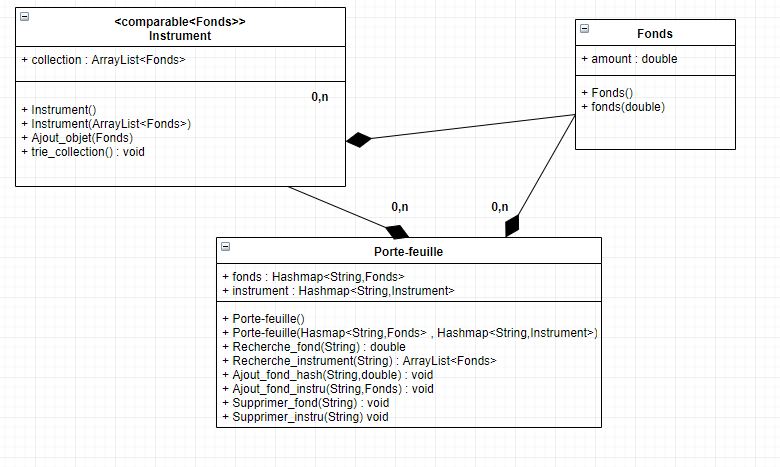 <comparable<Fonds>>
Instrument
+ collection : ArrayList<Fonds>
0,n
+ Instrument()
+ Instrument(ArrayList<Fonds>)
+ Ajout_objet(Fonds)
+ trie_collection() : void
Fonds
+ amount : double
+ Fonds()
+ fonds(double)
0,n
0,n
Porte-feuille
+ fonds : Hashmap<String,Fonds>
+ instrument : Hashmap<String,Instrument>
+ Porte-feuille()
+ Porte-feuille(Hasmap<String,Fonds> , Hashmap<String,Instrument>)
+ Recherche_fond(String) : double
+ Recherche_instrument(String) : ArrayList<Fonds>
+ Ajout_fond_hash(String,double) : void
+ Ajout_fond_instru(String,Fonds) : void
+ Supprimer_fond(String) : void
+ Supprimer_instru(String) void